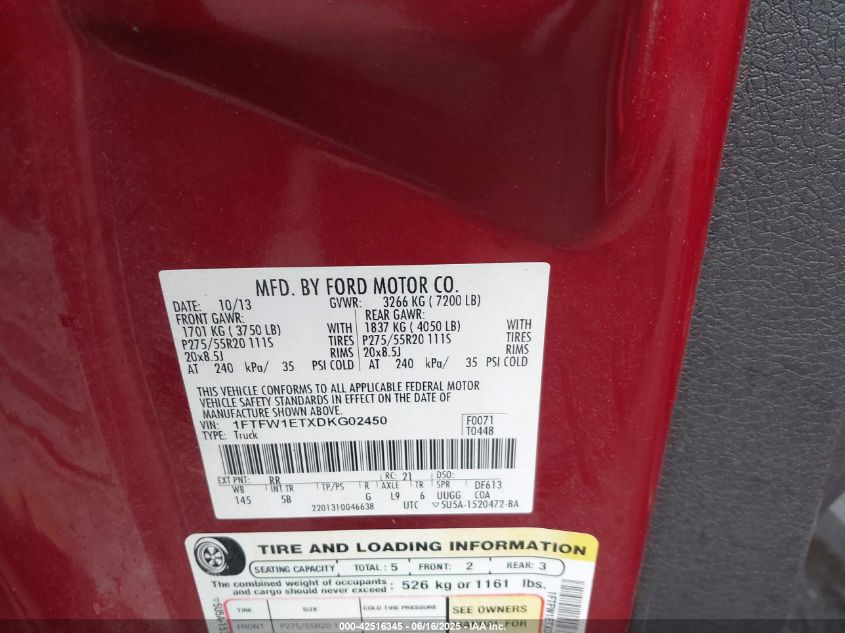 MFD. BY FORD MOTOR CO.
DATE: 10/13 GVWR: 3266 KG ( 7200 LB)
FRONT GAWR: REAR GAWR:
1701 KG ( 3750 LB) WITH 1837 KG ( 4050 LB) WITH
P275/55R20 111S TIRES P275/55R20 111S TIRES
20x8.5J RIMS 20x8.5J RIMS
AT 240 kPa/ 35 PSI COLD AT 240 kPa/ 35 PSI COLD
THIS VEHICLE CONFORMS TO ALL APPLICABLE FEDERAL MOTOR
VEHICLE SAFETY STANDARDS IN EFFECT ON THE DATE OF
MANUFACTURE SHOWN ABOVE.
VIN: 1FTFW1ETXDKG02450 F0071
TYPE: Truck T0448
EXT PNT: RR RC: 21 DSO:
WB INT TR TP/PS R AXLE TR SPR DF613
145 5B G L9 6 UUGG COA
2201310046638 UTC ▽5U5A-1520472-BA
TIRE AND LOADING INFORMATION
SEATING CAPACITY TOTAL: 5 FRONT: 2 REAR: 3
The combined weight of occupants and cargo should never exceed: 526 kg or 1161 lbs.
TIRE SIZE COLD TIRE PRESSURE SEE OWNERS
FRONT P275/55R20
000-42516345 - 06/16/2025 - IAAI.com